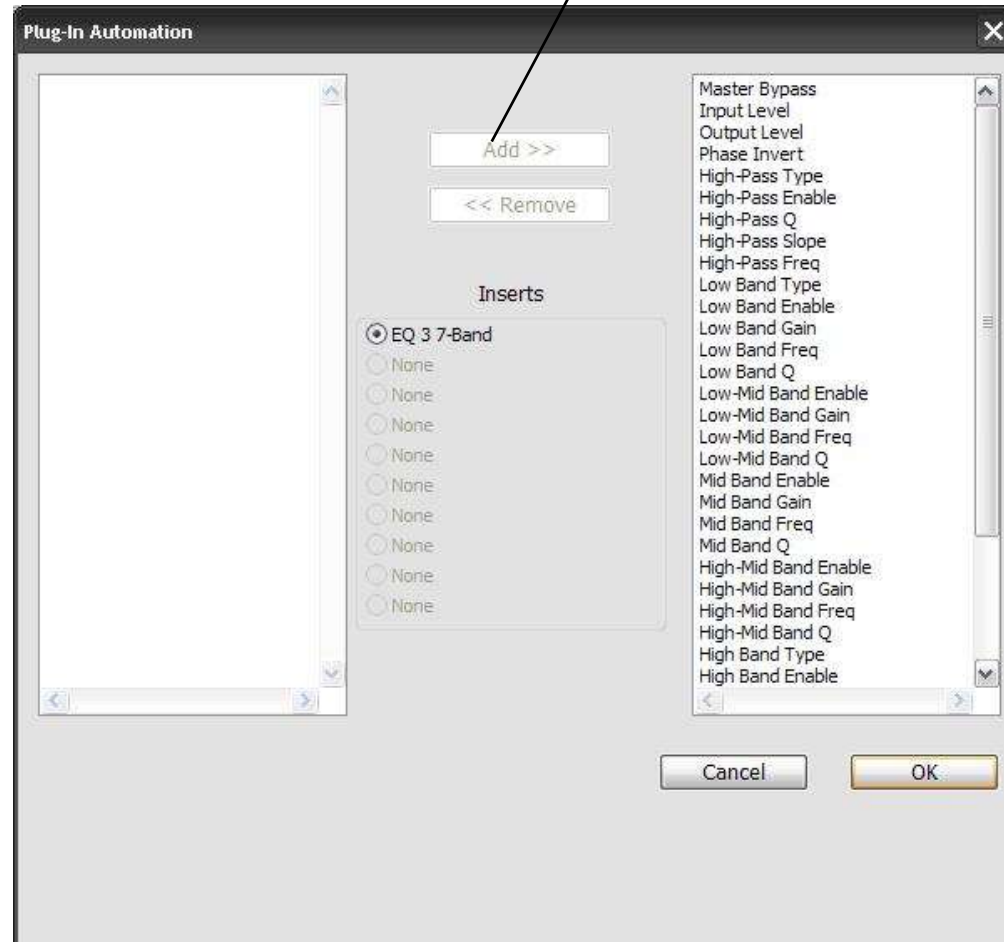 Plug-In Automation
Add >>
<< Remove
Inserts
EQ 3 7-Band
None
None
None
None
None
None
None
None
None
Master Bypass
Input Level
Output Level
Phase Invert
High-Pass Type
High-Pass Enable
High-Pass Q
High-Pass Slope
High-Pass Freq
Low Band Type
Low Band Enable
Low Band Gain
Low Band Freq
Low Band Q
Low-Mid Band Enable
Low-Mid Band Gain
Low-Mid Band Freq
Low-Mid Band Q
Mid Band Enable
Mid Band Gain
Mid Band Freq
Mid Band Q
High-Mid Band Enable
High-Mid Band Gain
High-Mid Band Freq
High-Mid Band Q
High Band Type
High Band Enable
Cancel
OK